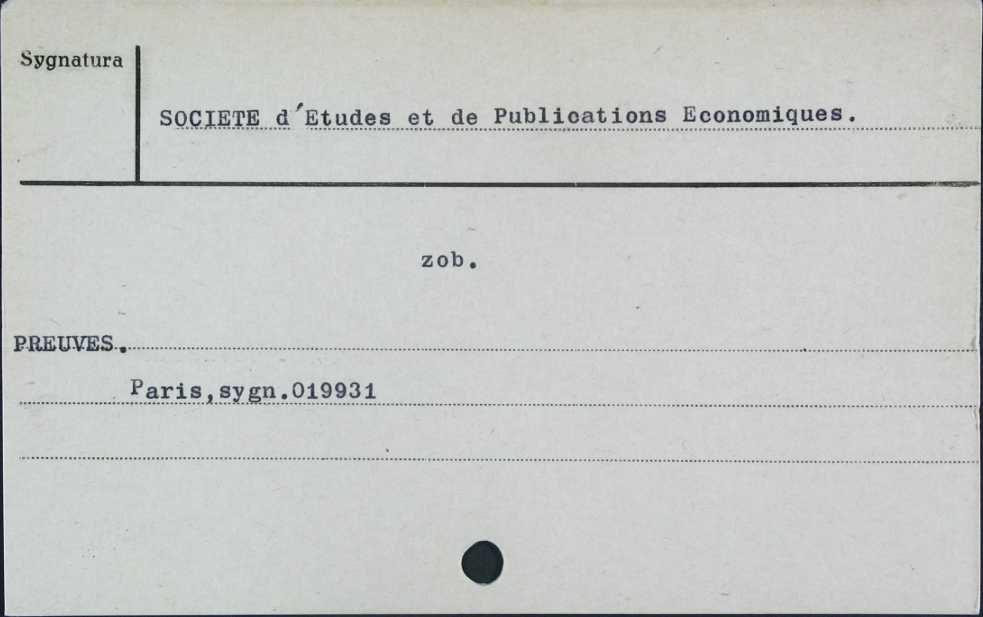 Sygnatura
SOCIETE d'Etudes et de Publications Economiques.
zob.
PREUVES.
Paris,sygn.019931